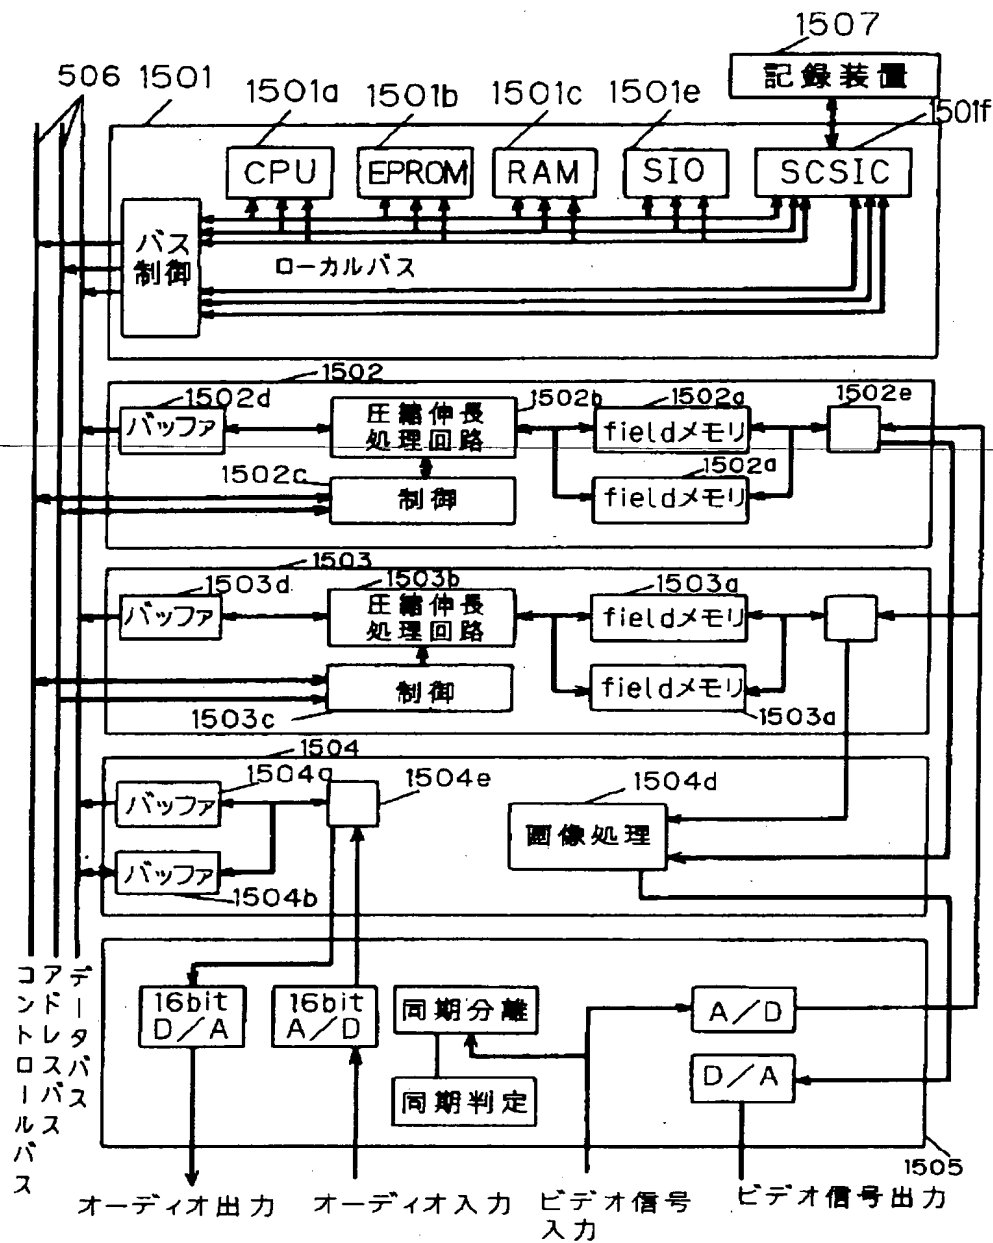 1507
記録装置
506
1501
1501a
1501b
1501c
1501e
1501f
CPU
EPROM
RAM
SIO
SCSIC
バス
制御
ローカルバス
1502
1502d
1502b
1502a
1502e
バッファ
圧縮伸長
処理回路
fieldメモリ
1502c
1502a
制御
fieldメモリ
1503
1503d
1503b
1503a
バッファ
圧縮伸長
処理回路
fieldメモリ
制御
fieldメモリ
1503c
1503a
1504
1504a
1504e
1504d
バッファ
画像処理
バッファ
1504b
コントロールバス
アドレスバス
データバス
16bit
D/A
16bit
A/D
同期分離
A/D
同期判定
D/A
1505
オーディオ出力
オーディオ入力
ビデオ信号
入力
ビデオ信号出力